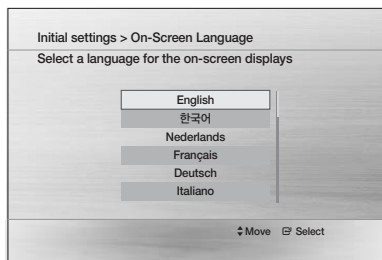 Initial settings > On-Screen Language
Select a language for the on-screen displays
English
한국어
Nederlands
Français
Deutsch
Italiano
Move Select